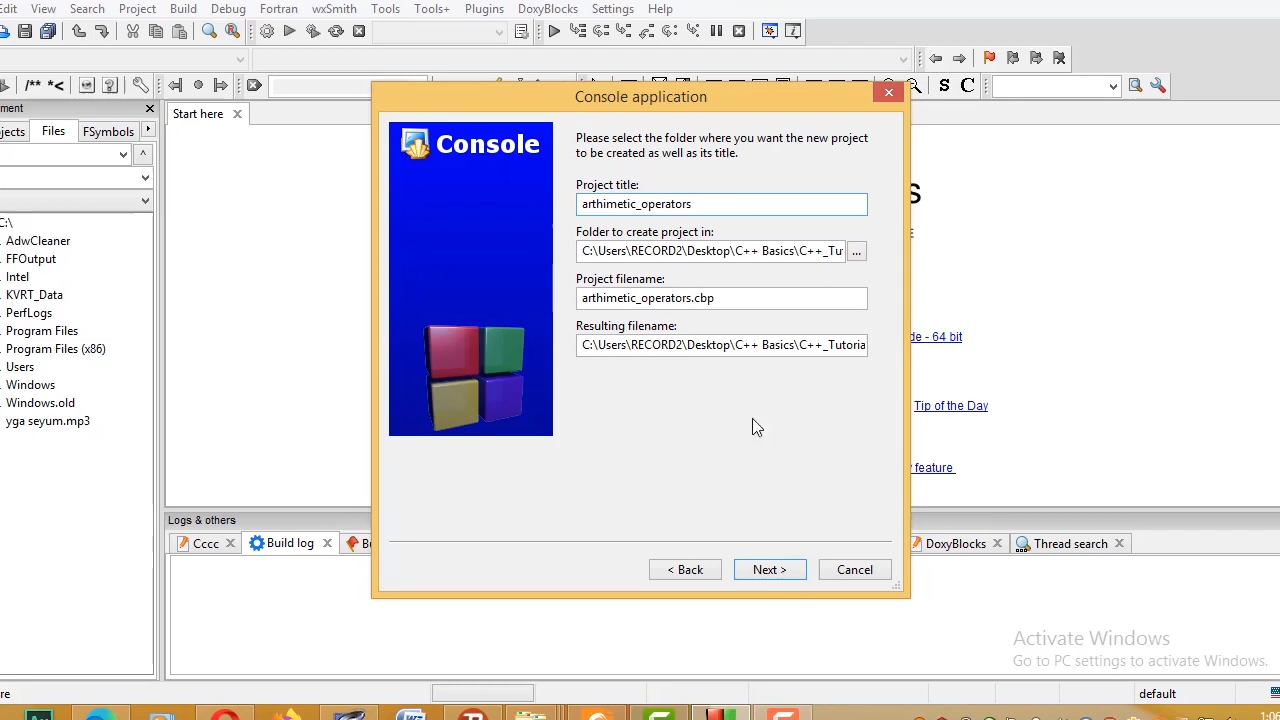 Edit View Search Project Build Debug Fortran wxSmith Tools Tools+ Plugins DoxyBlocks Settings Help
/** *<
S C
Start here
Files FSymbols
C:\
AdwCleaner
FFOutput
Intel
KVRT_Data
PerfLogs
Program Files
Program Files (x86)
Users
Windows
Windows.old
yga seyum.mp3
Console application
Console
Please select the folder where you want the new project
to be created as well as its title.
Project title:
arthimetic_operators
Folder to create project in:
C:\Users\RECORD2\Desktop\C++ Basics\C++_Tu
...
Project filename:
arthimetic_operators.cbp
Resulting filename:
C:\Users\RECORD2\Desktop\C++ Basics\C++_Tutoria
< Back Next > Cancel
- 64 bit
Tip of the Day
feature
Logs & others
Cccc Build log DoxyBlocks Thread search
Activate Windows
Go to PC settings to activate Windows.
default